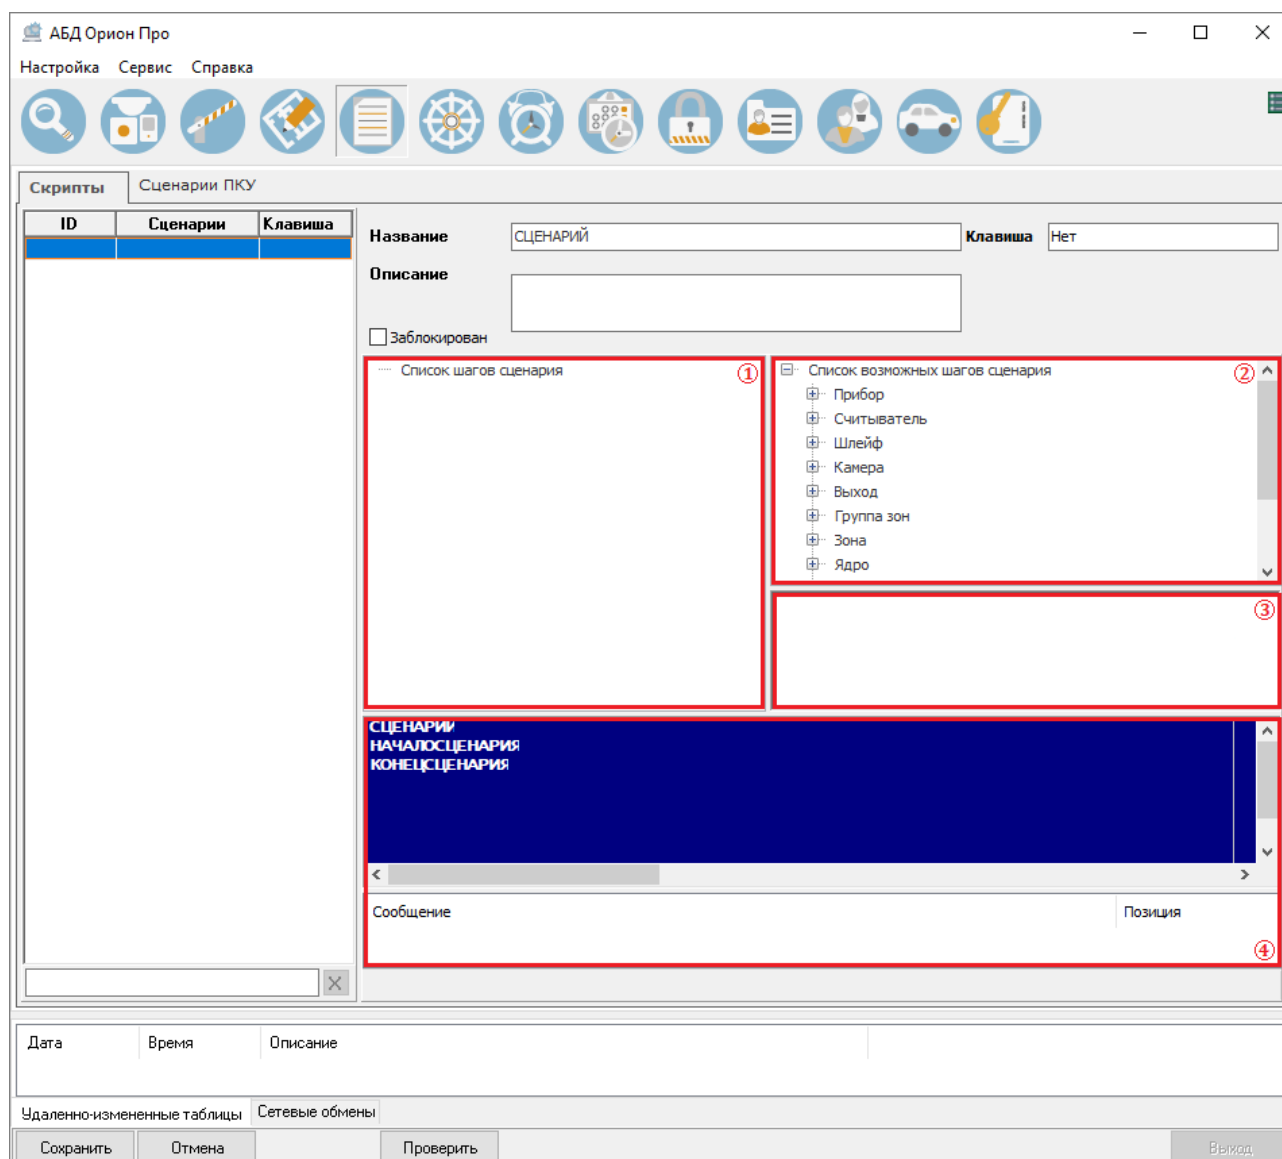 АБД Орион Про
Настройка Сервис Справка
Скрипты Сценарии ПКУ
ID Сценарии Клавиша
Название СЦЕНАРИЙ Клавиша Нет
Описание
Заблокирован
Список шагов сценария ①
Список возможных шагов сценария ②
Прибор
Считыватель
Шлейф
Камера
Выход
Группа зон
Зона
Ядро
③
СЦЕНАРИЙ
НАЧАЛОСЦЕНАРИЯ
КОНЕЦСЦЕНАРИЯ
Сообщение Позиция
④
Дата Время Описание
Удаленно-измененные таблицы Сетевые обмены
Сохранить Отмена Проверить Выход